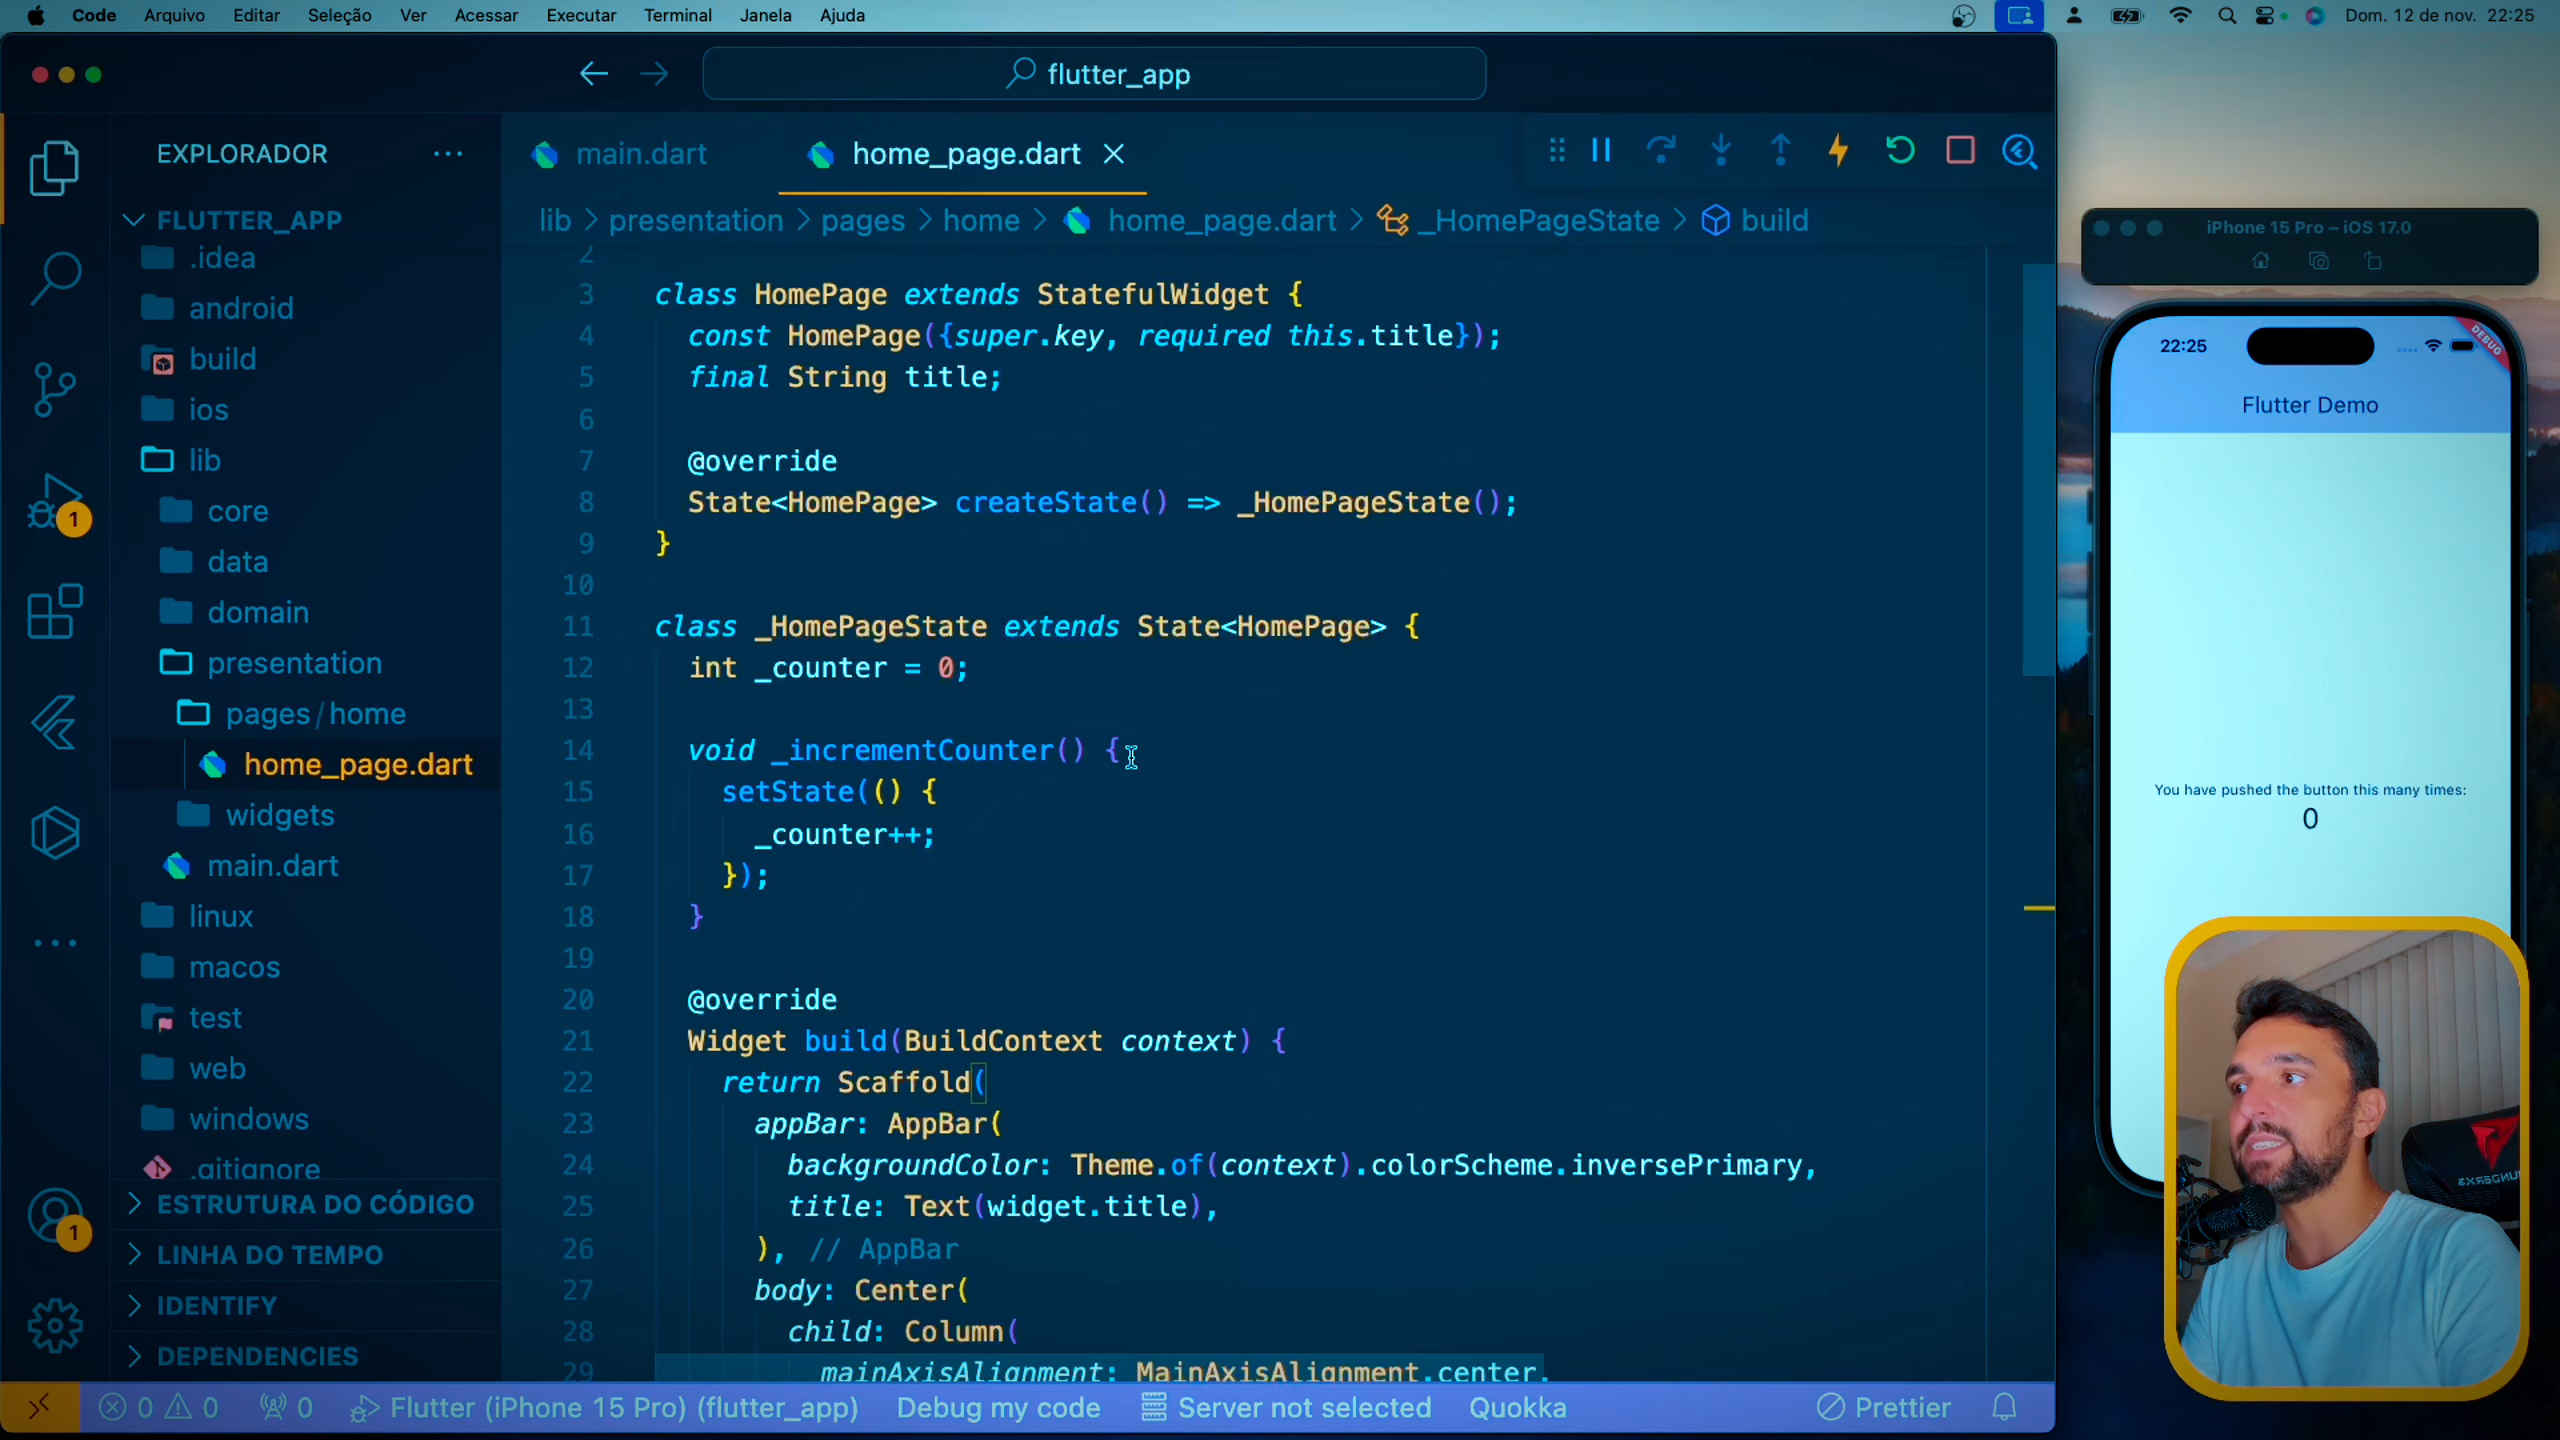 Code Arquivo Editar Seleção Ver Acessar Executar Terminal Janela Ajuda Dom. 12 de nov. 22:25
flutter_app
EXPLORADOR
FLUTTER_APP
.idea
android
build
ios
lib
core
data
domain
presentation
pages/home
home_page.dart
widgets
main.dart
linux
macos
test
web
windows
.gitignore
ESTRUTURA DO CÓDIGO
LINHA DO TEMPO
IDENTIFY
DEPENDENCIES
1
1
main.dart home_page.dart
lib > presentation > pages > home > home_page.dart > _HomePageState > build
2
3 class HomePage extends StatefulWidget {
4 const HomePage({super.key, required this.title});
5 final String title;
6
7 @override
8 State<HomePage> createState() => _HomePageState();
9 }
10
11 class _HomePageState extends State<HomePage> {
12 int _counter = 0;
13
14 void _incrementCounter() {
15 setState(() {
16 _counter++;
17 });
18 }
19
20 @override
21 Widget build(BuildContext context) {
22 return Scaffold(
23 appBar: AppBar(
24 backgroundColor: Theme.of(context).colorScheme.inversePrimary,
25 title: Text(widget.title),
26 ), // AppBar
27 body: Center(
28 child: Column(
29 mainAxisAlignment: MainAxisAlignment.center,
0 0 0 Flutter (iPhone 15 Pro) (flutter_app) Debug my code Server not selected Quokka Prettier
iPhone 15 Pro – iOS 17.0
22:25
DEBUG
Flutter Demo
You have pushed the button this many times:
0